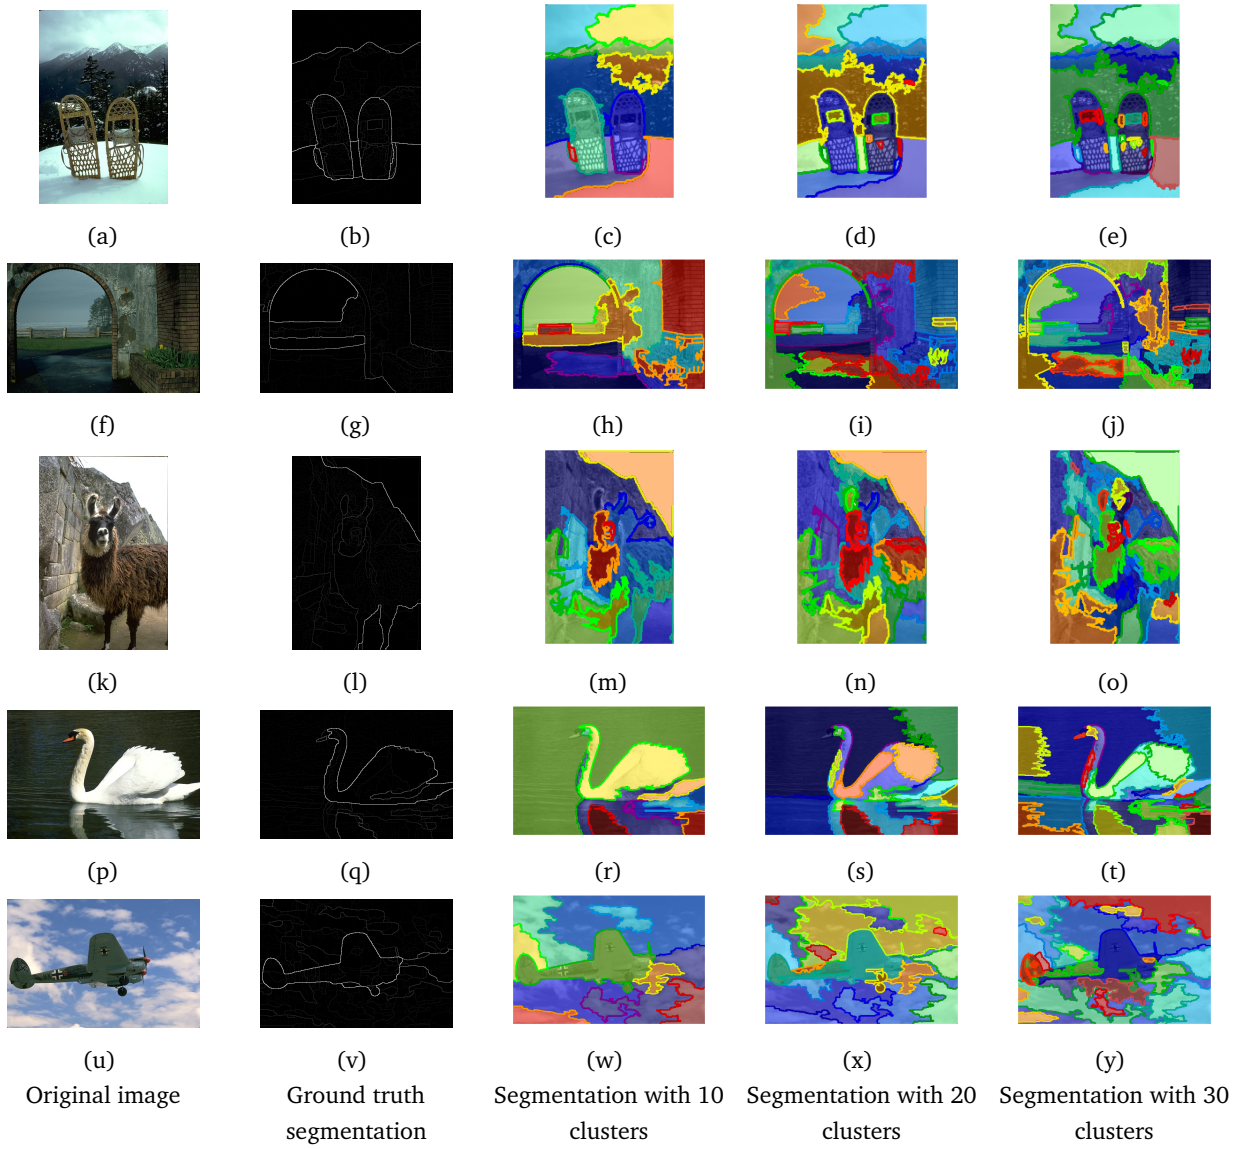 (a) (b) (c) (d) (e)
(f) (g) (h) (i) (j)
(k) (l) (m) (n) (o)
(p) (q) (r) (s) (t)
(u) (v) (w) (x) (y)
Original image Ground truth Segmentation with 10 Segmentation with 20 Segmentation with 30
segmentation clusters clusters clusters